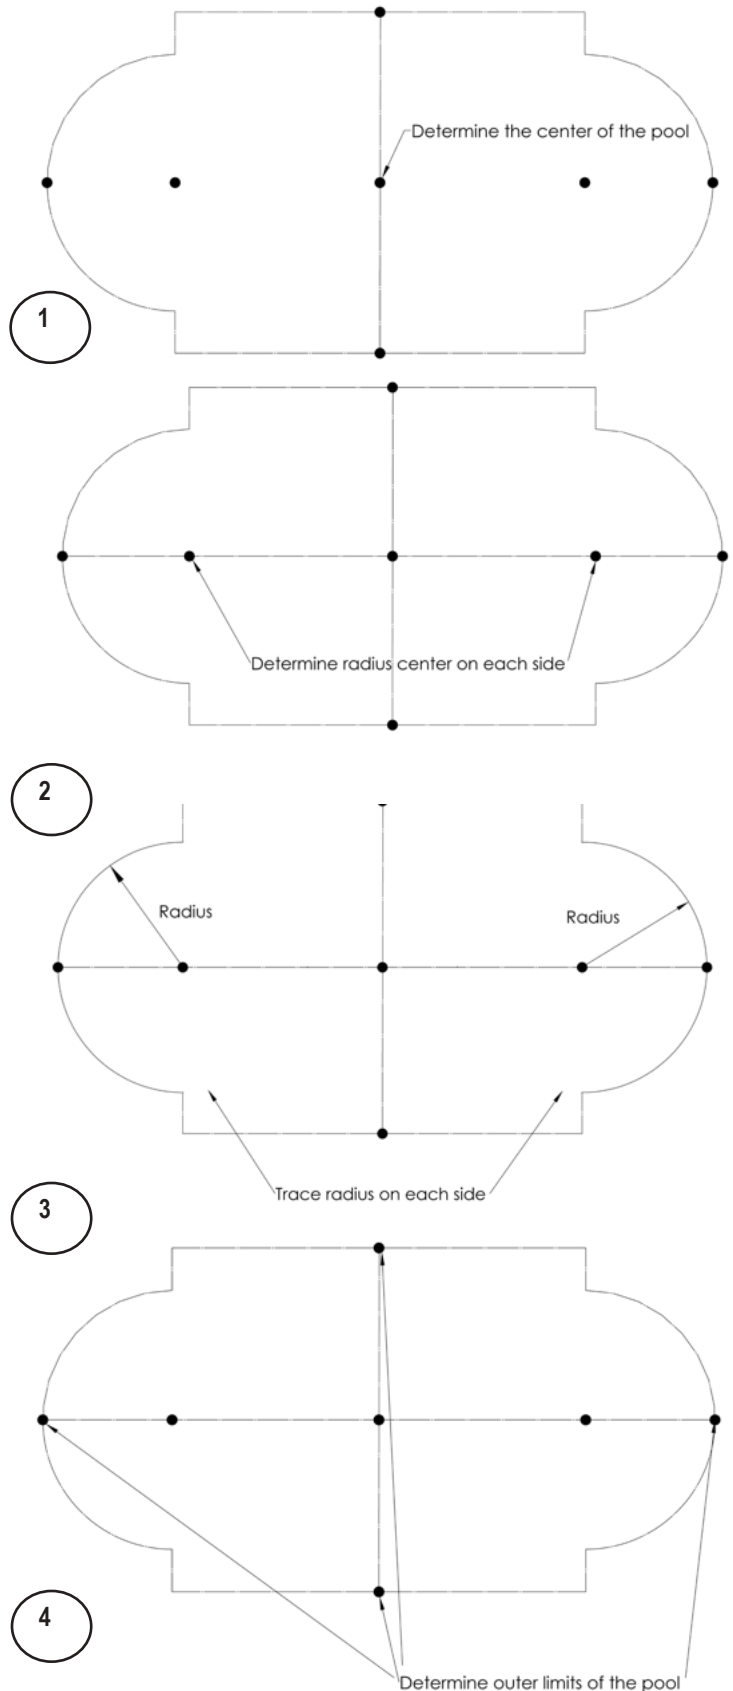 Determine the center of the pool
1
Determine radius center on each side
2
Radius
Radius
Trace radius on each side
3
4
Determine outer limits of the pool